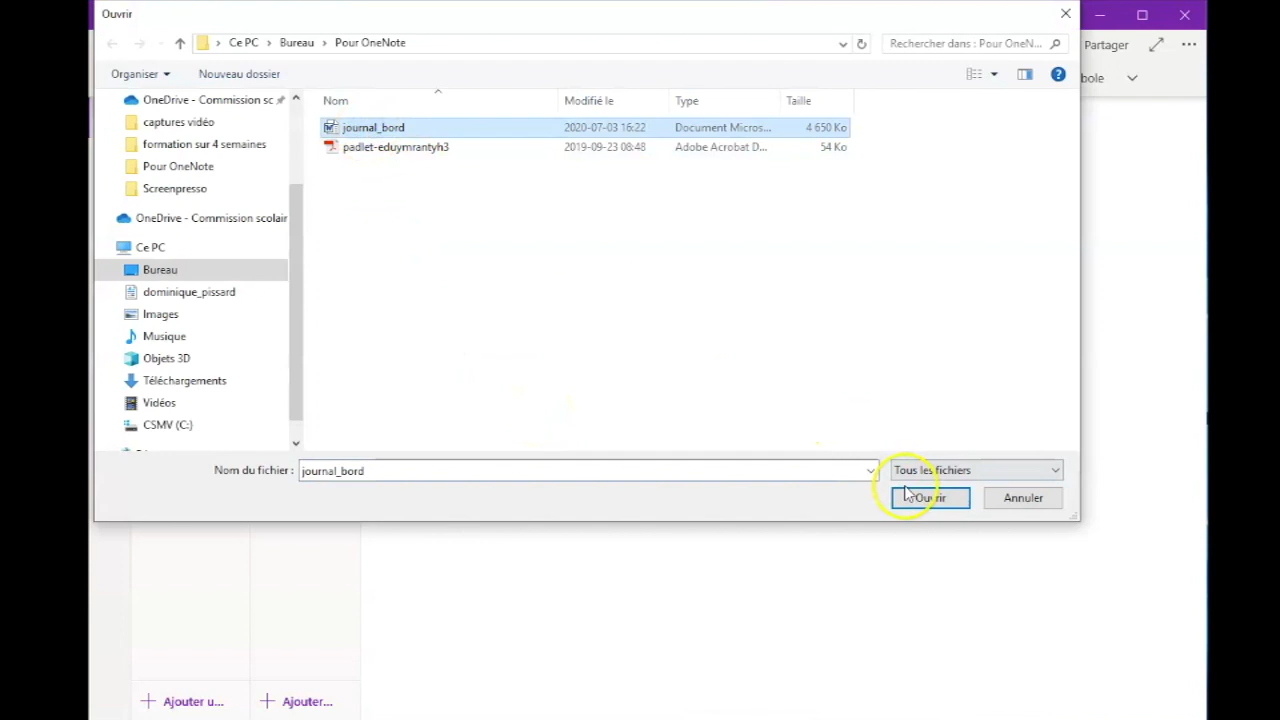 Ouvrir
Ce PC > Bureau > Pour OneNote
Rechercher dans : Pour OneN...
Partager
Organiser
Nouveau dossier
bole
OneDrive - Commission sc
captures vidéo
formation sur 4 semaines
Pour OneNote
Screenpresso
OneDrive - Commission scolair
Ce PC
Bureau
dominique_pissard
Images
Musique
Objets 3D
Téléchargements
Vidéos
CSMV (C:)
Nom Modifié le Type Taille
journal_bord 2020-07-03 16:22 Document Micros... 4 650 Ko
padlet-eduymrantyh3 2019-09-23 08:48 Adobe Acrobat D... 54 Ko
Nom du fichier : journal_bord Tous les fichiers
Ouvrir Annuler
Ajouter u... Ajouter...